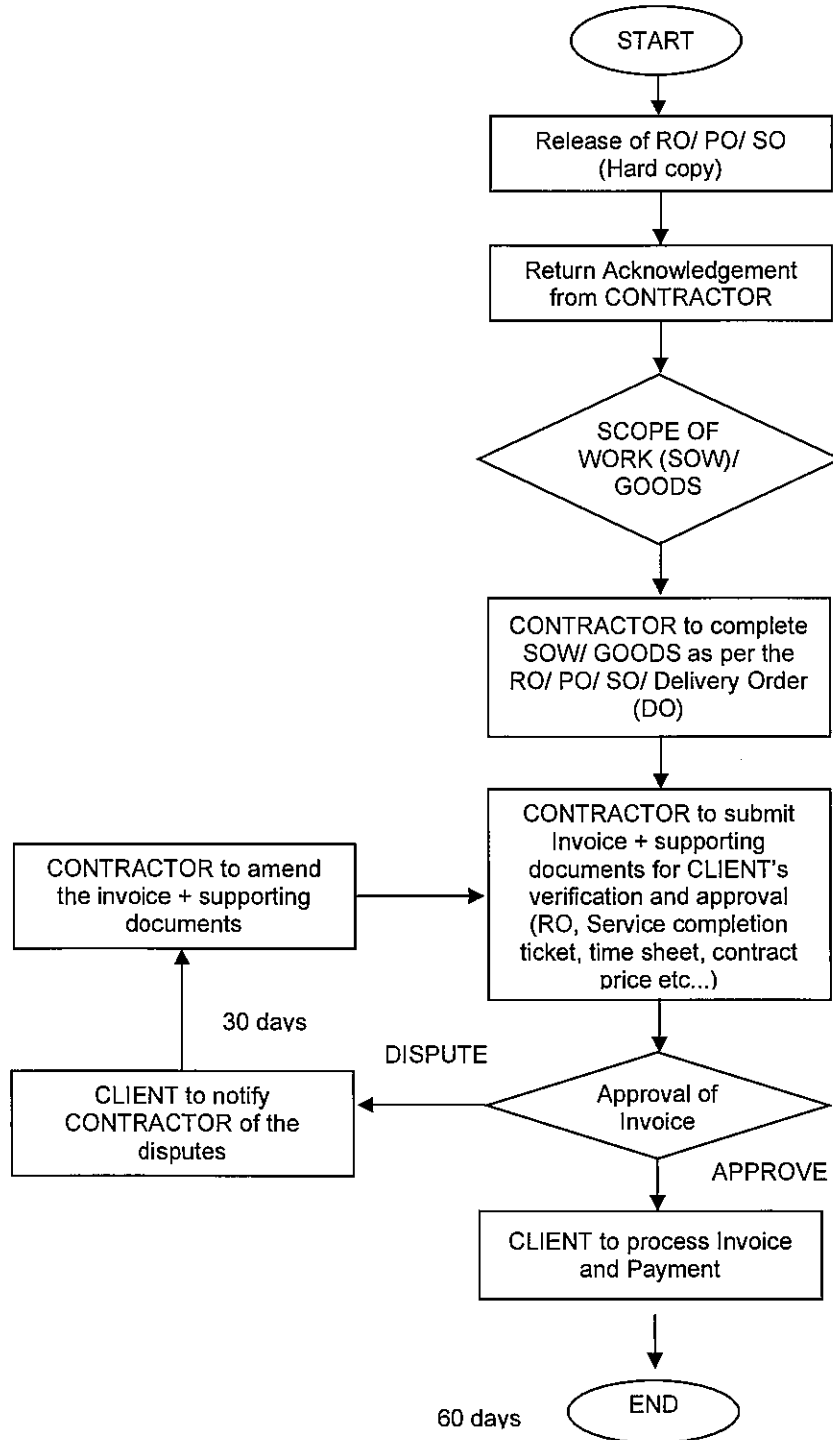 START
Release of RO/ PO/ SO
(Hard copy)
Return Acknowledgement
from CONTRACTOR
SCOPE OF
WORK (SOW)/
GOODS
CONTRACTOR to complete
SOW/ GOODS as per the
RO/ PO/ SO/ Delivery Order
(DO)
CONTRACTOR to submit
Invoice + supporting
documents for CLIENT's
verification and approval
(RO, Service completion
ticket, time sheet, contract
price etc...)
CONTRACTOR to amend
the invoice + supporting
documents
30 days
DISPUTE
CLIENT to notify
CONTRACTOR of the
disputes
Approval of
Invoice
APPROVE
CLIENT to process Invoice
and Payment
END
60 days